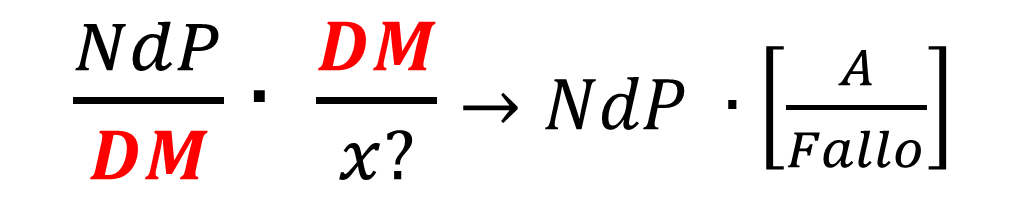 NdP/DM · DM/x? → NdP · [A/Fallo]